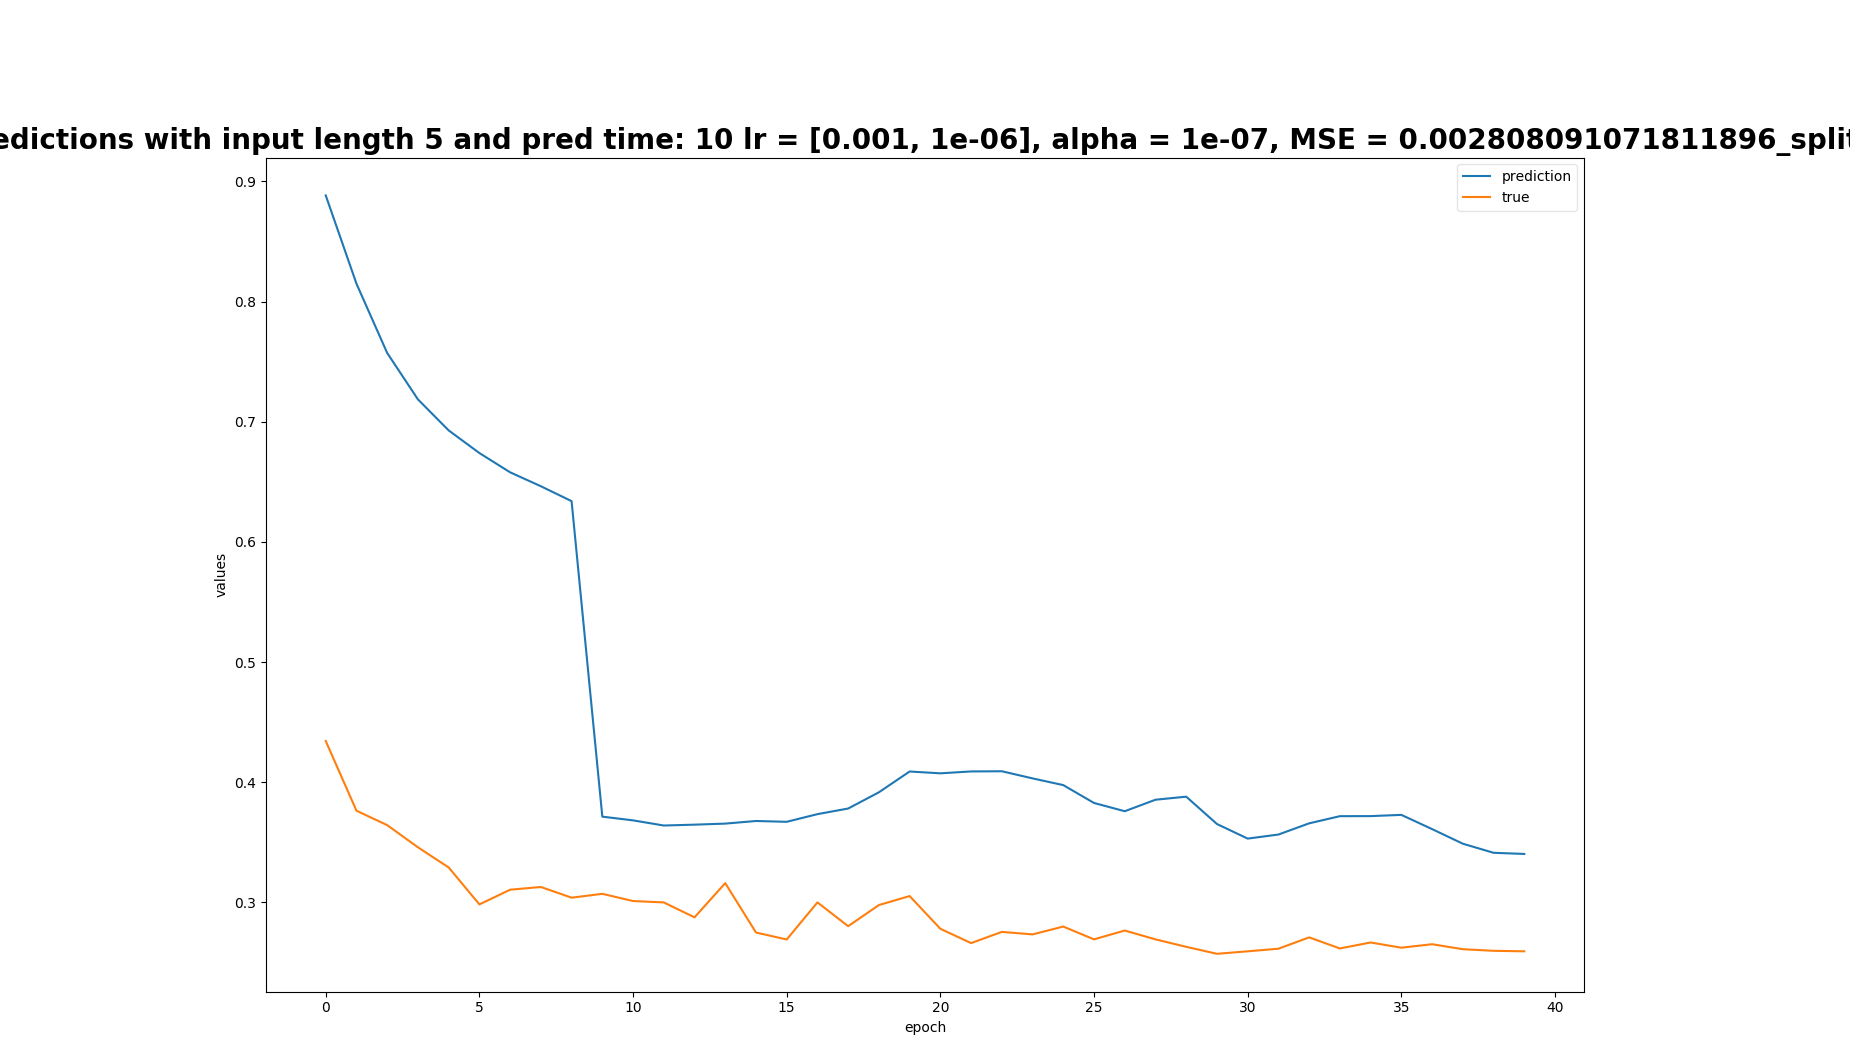 edictions with input length 5 and pred time: 10 lr = [0.001, 1e-06], alpha = 1e-07, MSE = 0.002808091071811896_split
prediction
true
values
0.9
0.8
0.7
0.6
0.5
0.4
0.3
0 5 10 15 20 25 30 35 40
epoch